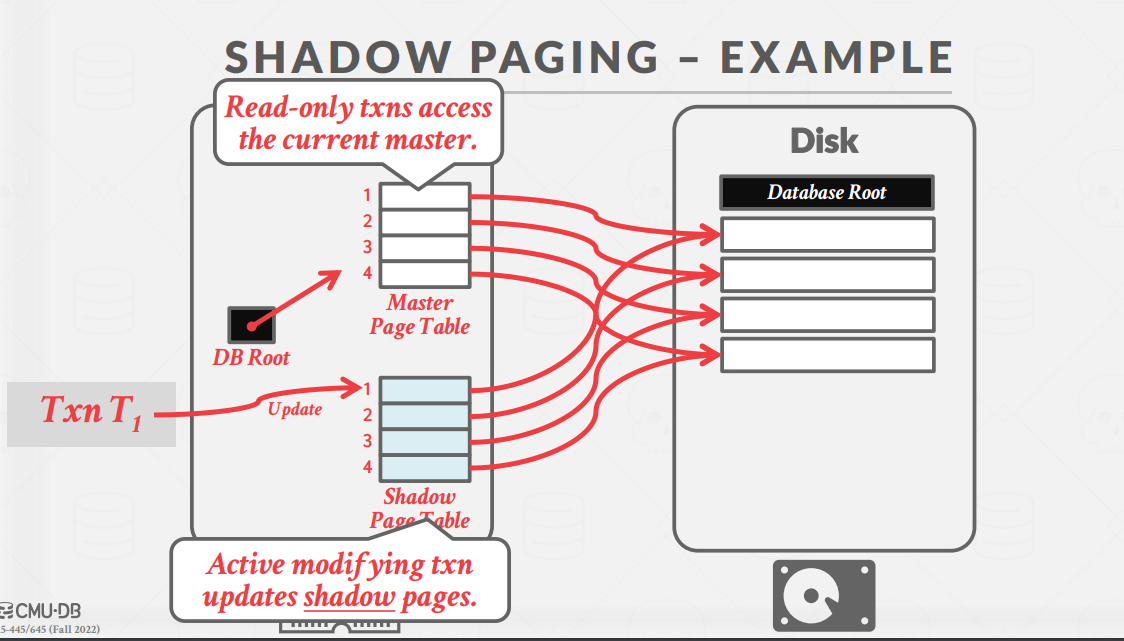 SHADOW PAGING – EXAMPLE
Read-only txns access
the current master.
Disk
Database Root
1
2
3
4
Master
Page Table
DB Root
Txn T1
Update
1
2
3
4
Shadow
Page Table
Active modifying txn
updates shadow pages.
CMU·DB
5-445/645 (Fall 2022)